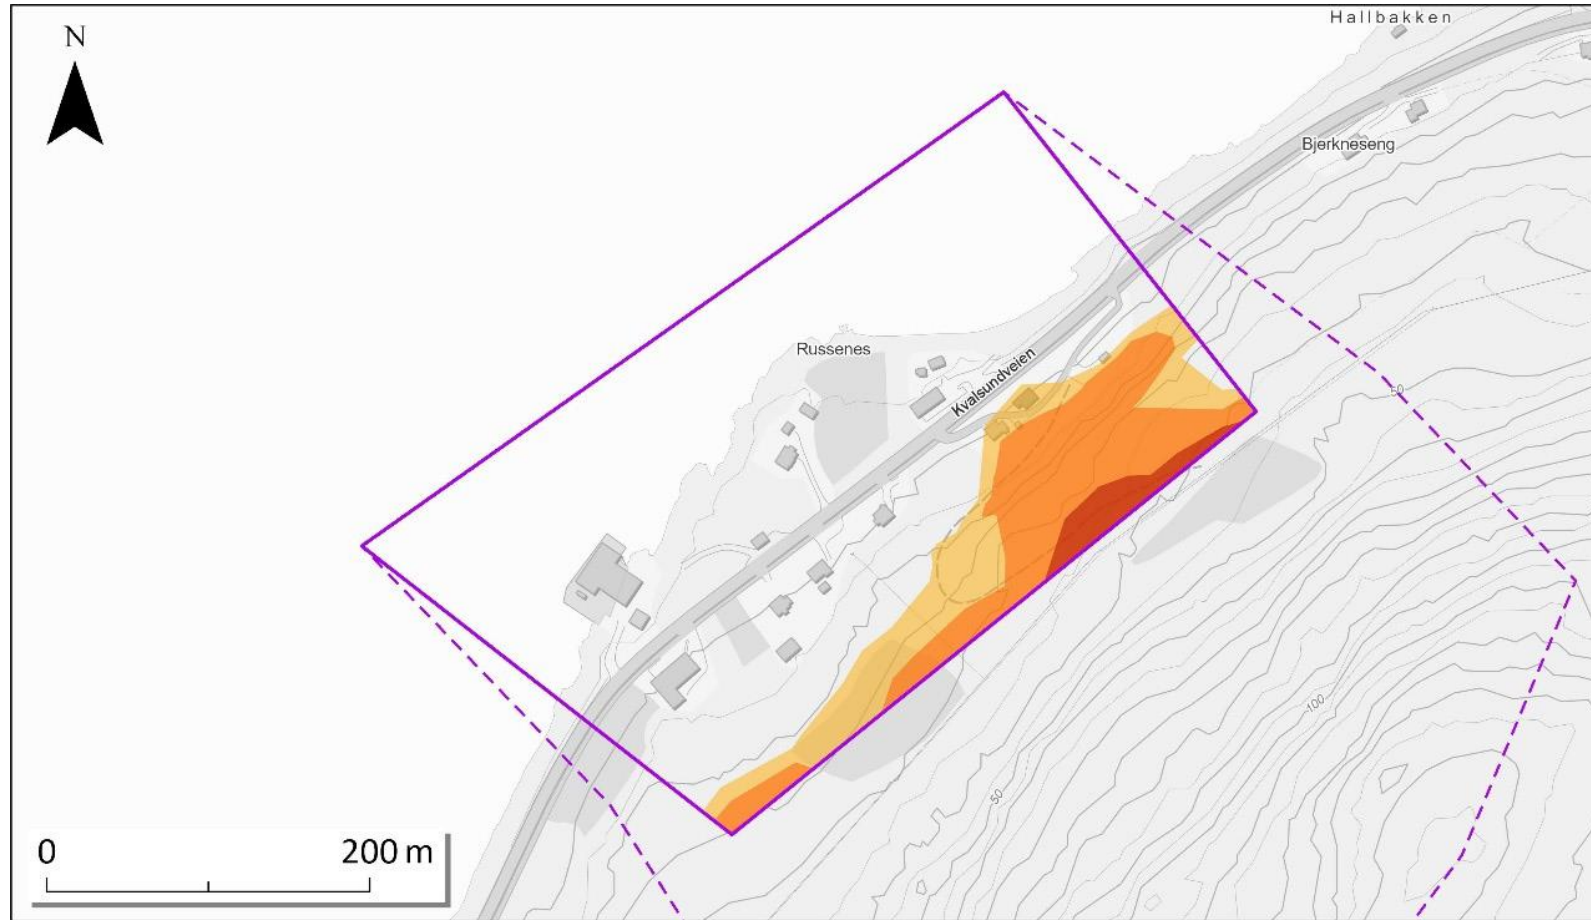 Hallbakken
N
Bjerkneseng
Russenes
Kvalsundveien
50
100
50
0
200 m